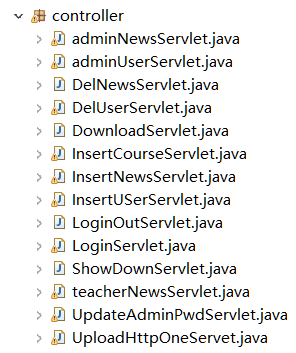 controller
adminNewsServlet.java
adminUserServlet.java
DelNewsServlet.java
DelUserServlet.java
DownloadServlet.java
InsertCourseServlet.java
InsertNewsServlet.java
InsertUSerServlet.java
LoginOutServlet.java
LoginServlet.java
ShowDownServlet.java
teacherNewsServlet.java
UpdateAdminPwdServlet.java
UploadHttpOneServet.java